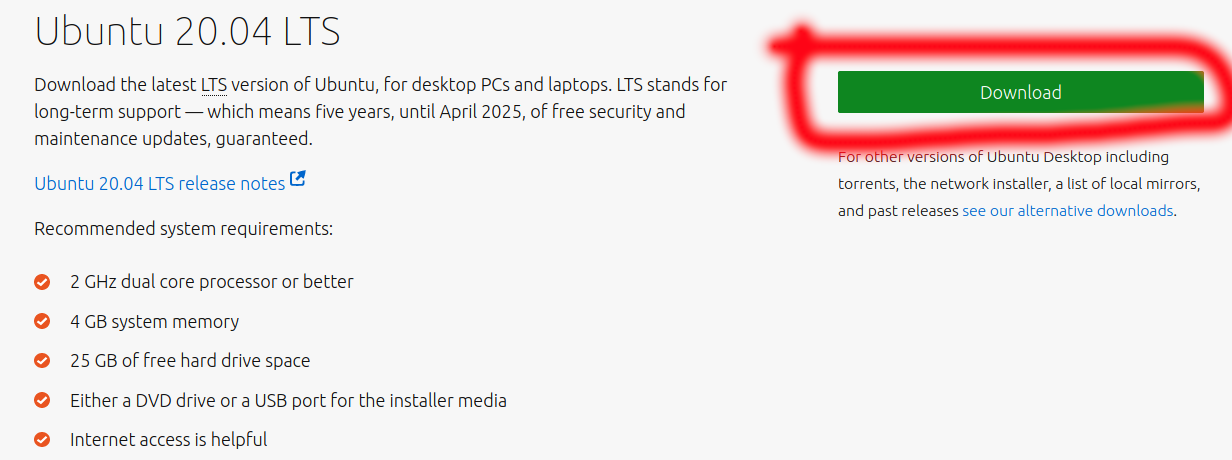 Ubuntu 20.04 LTS
Download the latest LTS version of Ubuntu, for desktop PCs and laptops. LTS stands for
long-term support — which means five years, until April 2025, of free security and
maintenance updates, guaranteed.
Ubuntu 20.04 LTS release notes
Recommended system requirements:
2 GHz dual core processor or better
4 GB system memory
25 GB of free hard drive space
Either a DVD drive or a USB port for the installer media
Internet access is helpful
Download
For other versions of Ubuntu Desktop including
torrents, the network installer, a list of local mirrors,
and past releases see our alternative downloads.